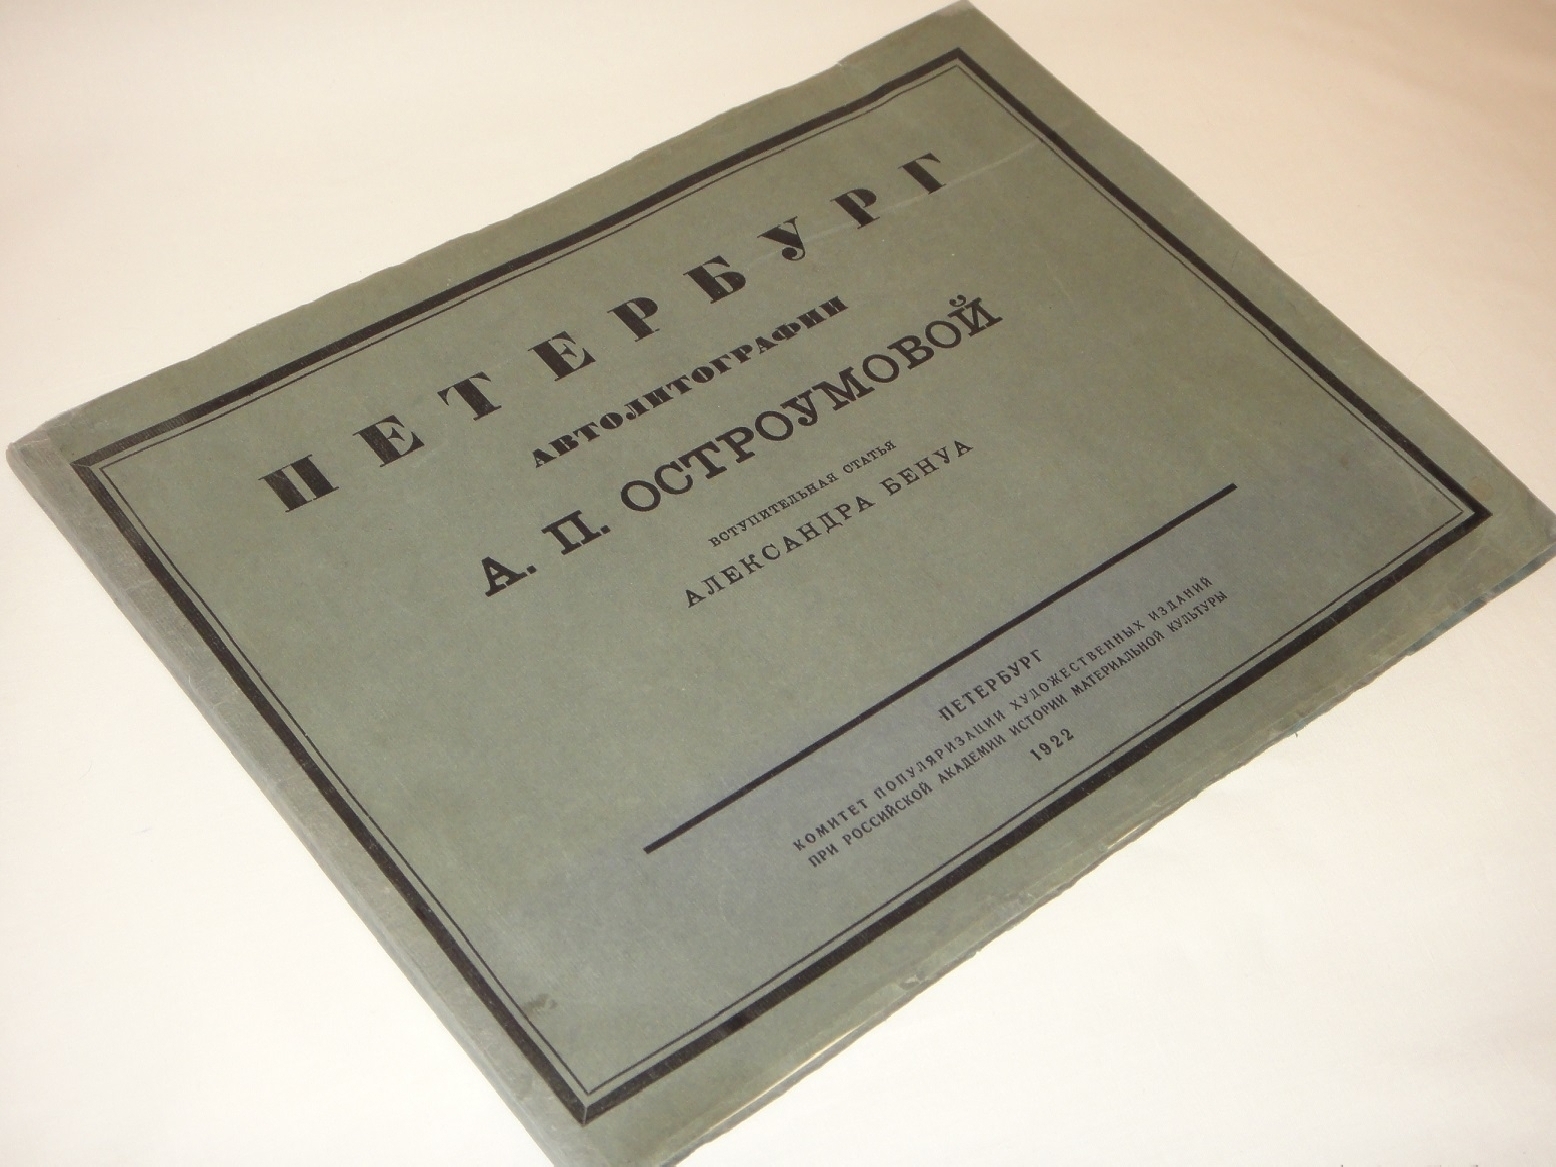 ПЕТЕРБУРГ
АВТОЛИТОГРАФИИ
А. П. ОСТРОУМОВОЙ
ВСТУПИТЕЛЬНАЯ СТАТЬЯ
АЛЕКСАНДРА БЕНУА
ПЕТЕРБУРГ
КОМИТЕТ ПОПУЛЯРИЗАЦИИ ХУДОЖЕСТВЕННЫХ ИЗДАНИЙ
ПРИ РОССИЙСКОЙ АКАДЕМИИ ИСТОРИИ МАТЕРИАЛЬНОЙ КУЛЬТУРЫ
1922